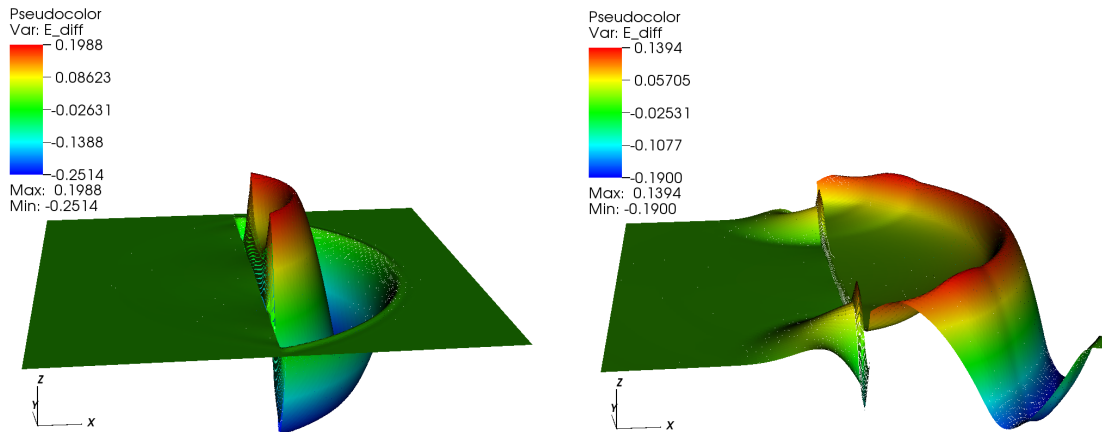 Pseudocolor
Var: E_diff
0.1988
0.08623
-0.02631
-0.1388
-0.2514
Max: 0.1988
Min: -0.2514
Z
Y
X
Pseudocolor
Var: E_diff
0.1394
0.05705
-0.02531
-0.1077
-0.1900
Max: 0.1394
Min: -0.1900
Z
Y
X